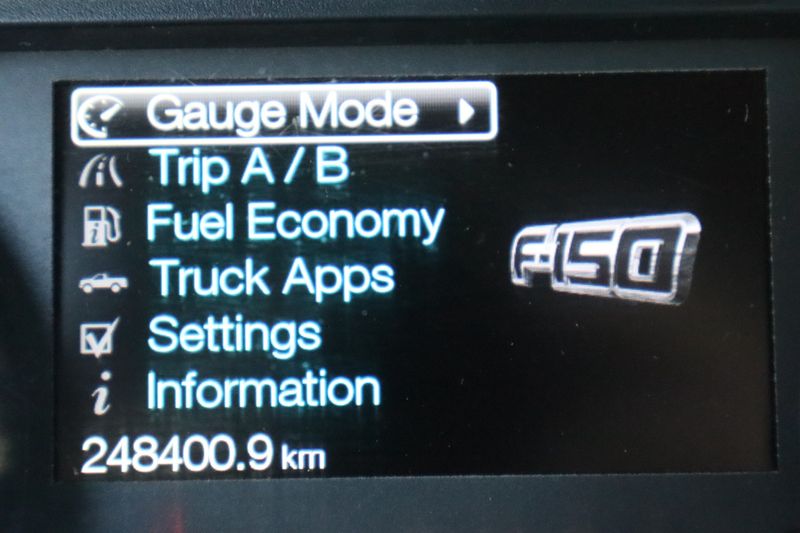 Gauge Mode
Trip A / B
Fuel Economy
F-150
Truck Apps
Settings
Information
248400.9 km